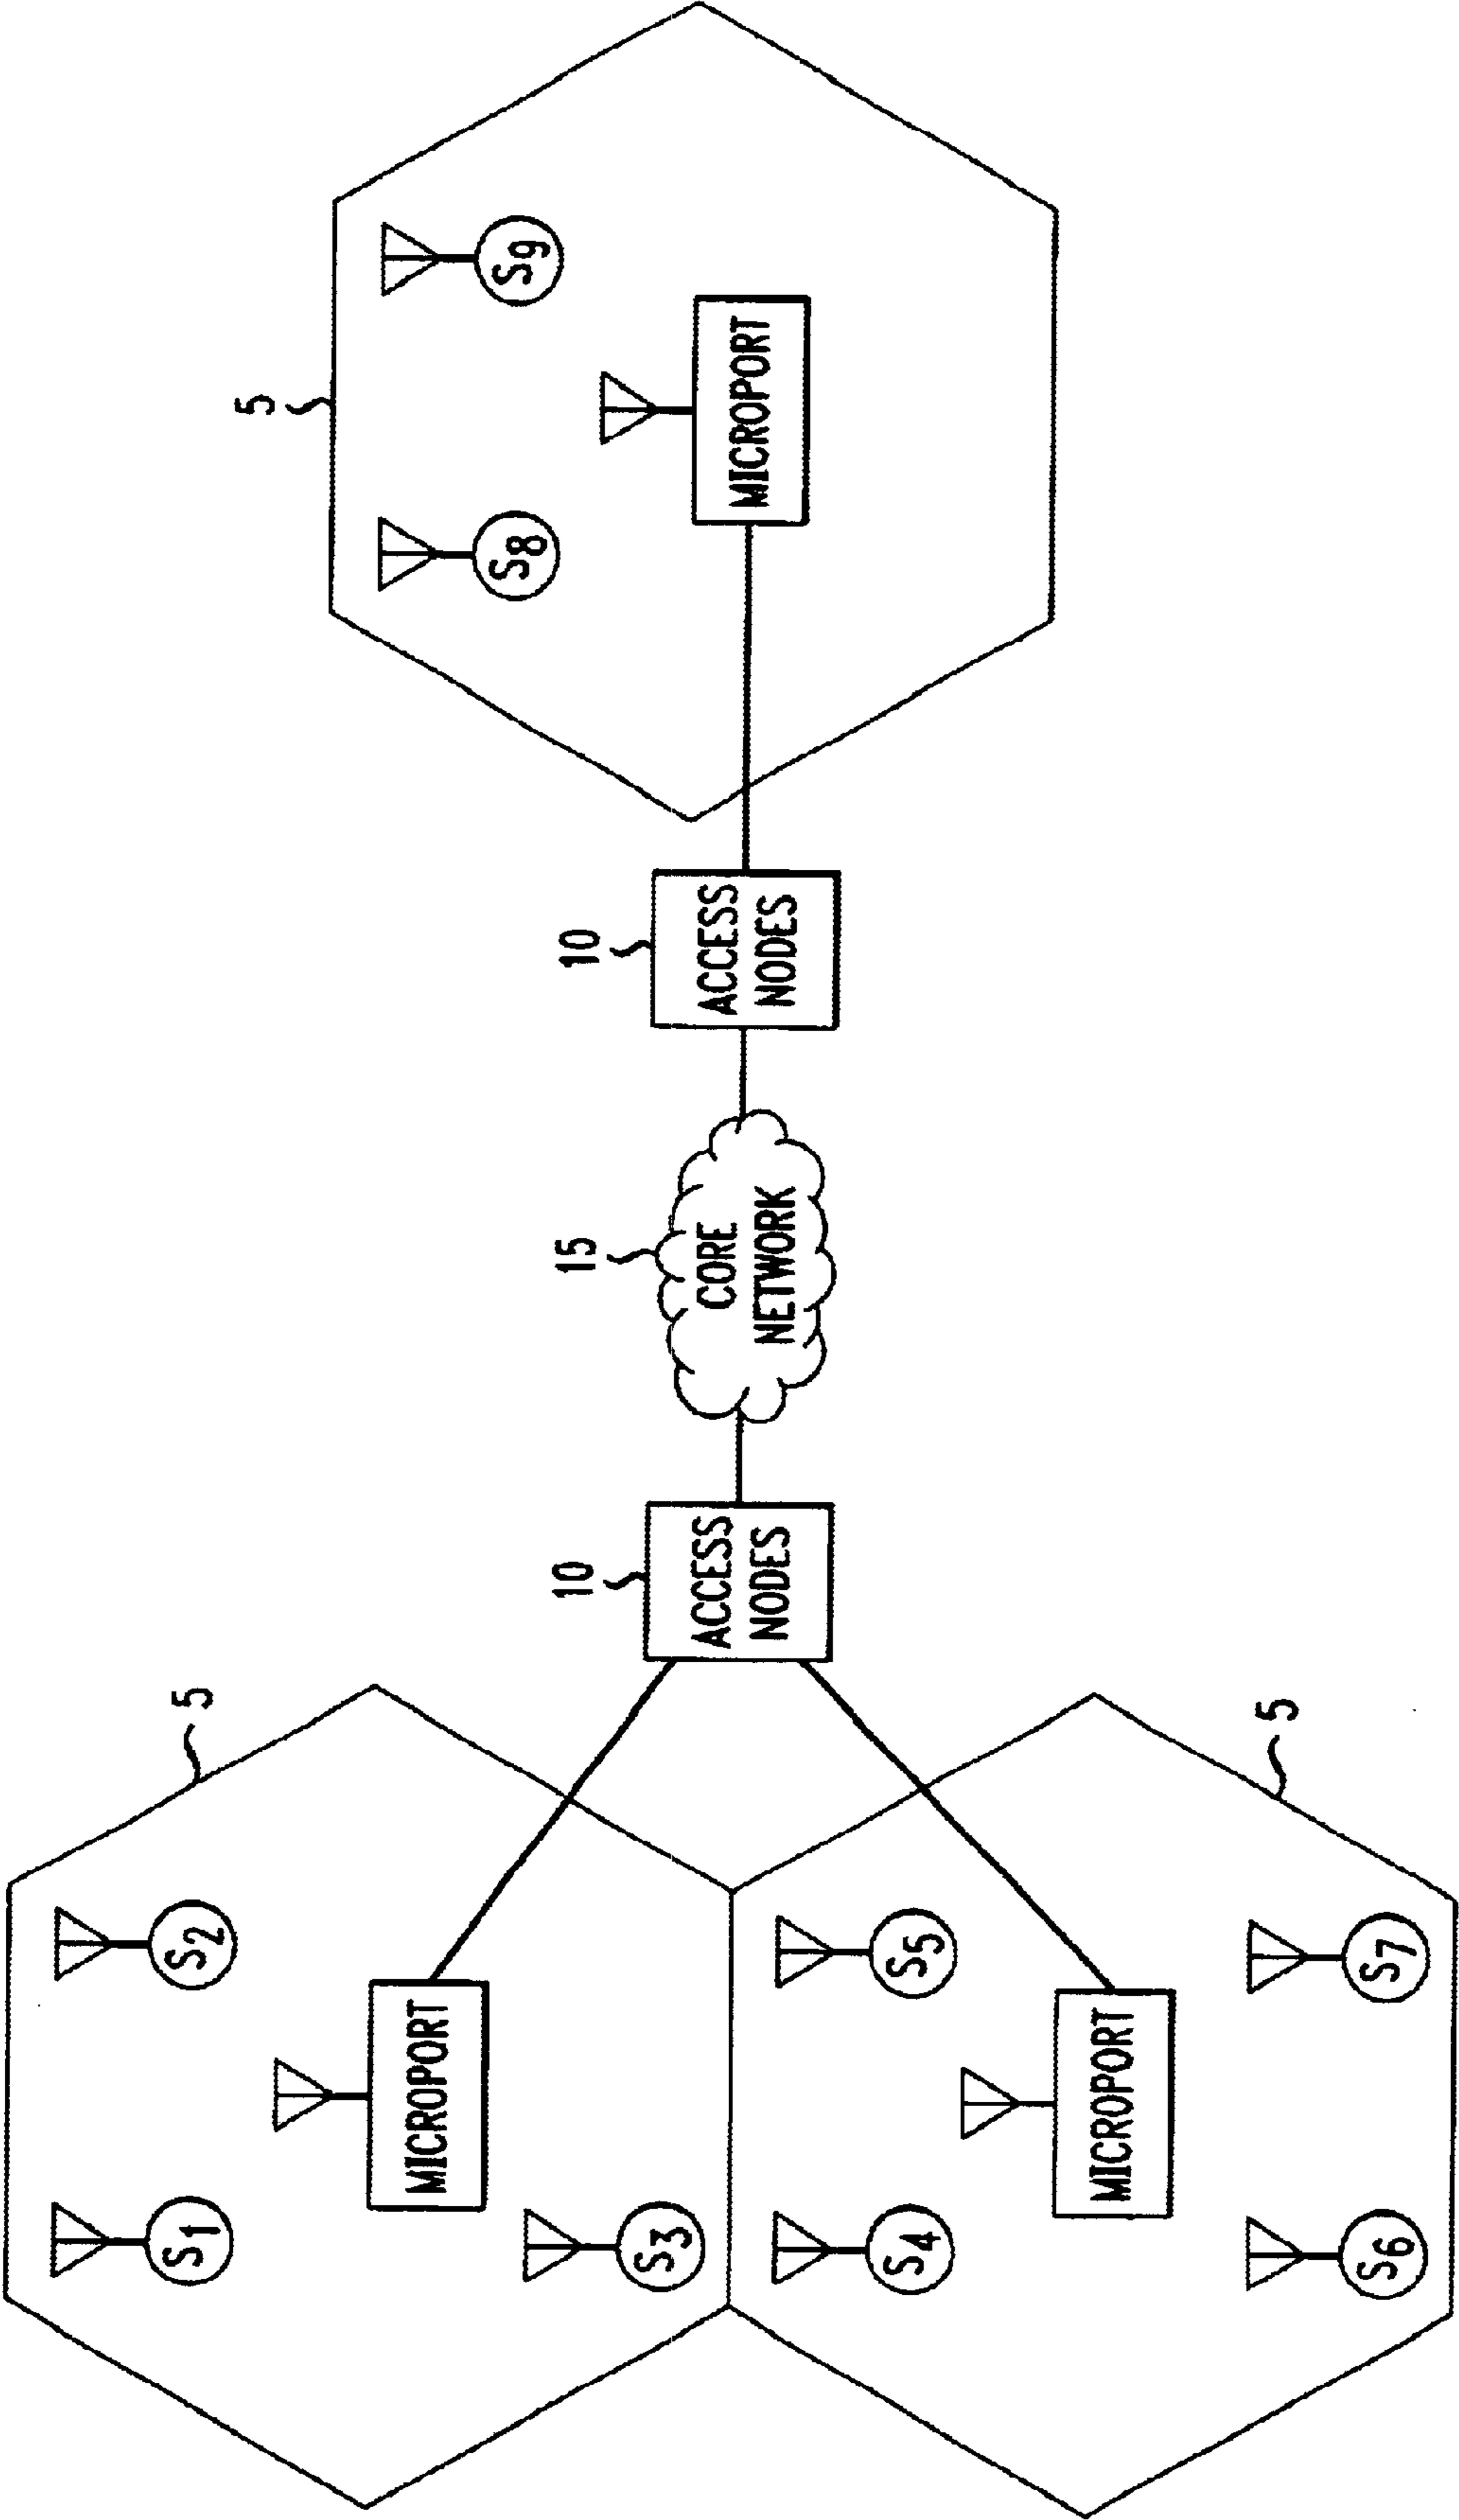 S1
S2
MICROPORT
S3
5
S4
S5
MICROPORT
S6
S7
5
10
ACCESS
NODES
15
CORE
NETWORK
10
ACCESS
NODES
5
S8
S9
MICROPORT